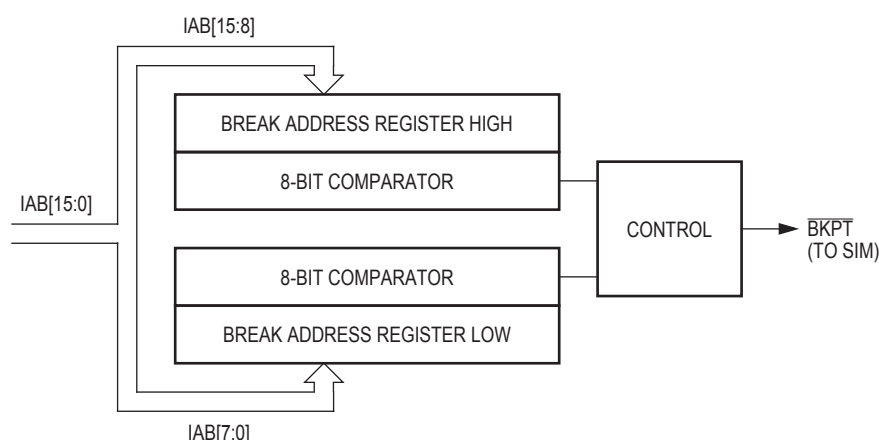 IAB[15:8]
BREAK ADDRESS REGISTER HIGH
8-BIT COMPARATOR
IAB[15:0]
CONTROL
BKPT
(TO SIM)
8-BIT COMPARATOR
BREAK ADDRESS REGISTER LOW
IAB[7:0]